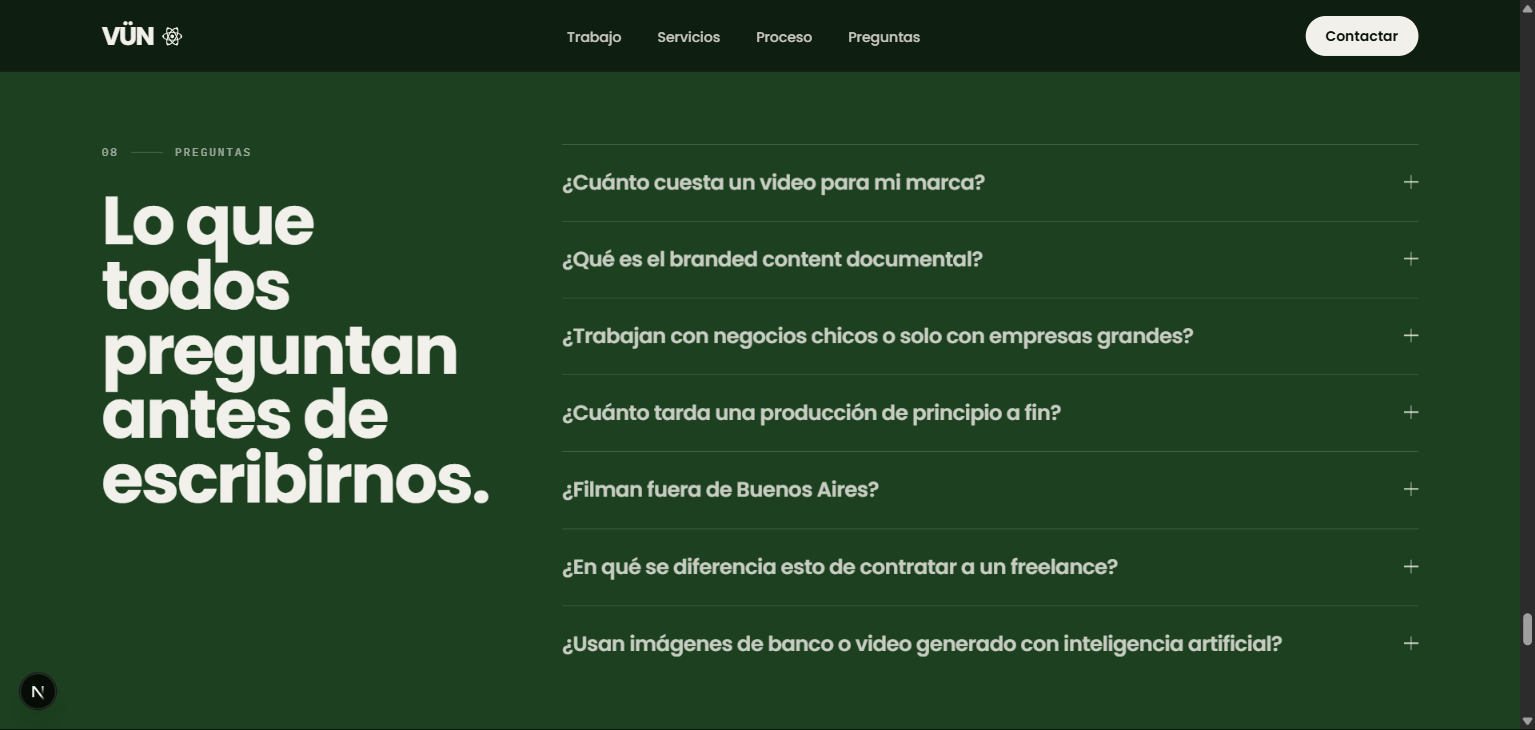 VÜN
Trabajo
Servicios
Proceso
Preguntas
Contactar
08
PREGUNTAS
Lo que
todos
preguntan
antes de
escribirnos.
¿Cuánto cuesta un video para mi marca?
¿Qué es el branded content documental?
¿Trabajan con negocios chicos o solo con empresas grandes?
¿Cuánto tarda una producción de principio a fin?
¿Filman fuera de Buenos Aires?
¿En qué se diferencia esto de contratar a un freelance?
¿Usan imágenes de banco o video generado con inteligencia artificial?
N